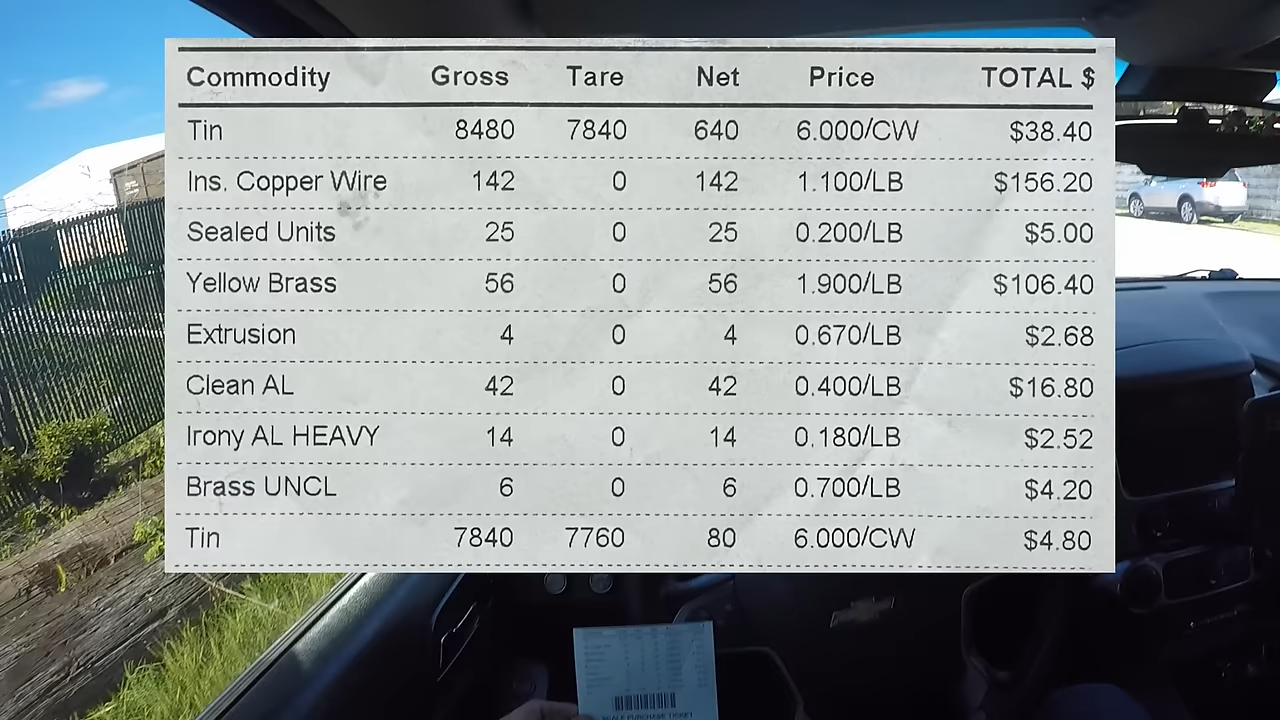 Commodity Gross Tare Net Price TOTAL $
Tin 8480 7840 640 6.000/CW $38.40
Ins. Copper Wire 142 0 142 1.100/LB $156.20
Sealed Units 25 0 25 0.200/LB $5.00
Yellow Brass 56 0 56 1.900/LB $106.40
Extrusion 4 0 4 0.670/LB $2.68
Clean AL 42 0 42 0.400/LB $16.80
Irony AL HEAVY 14 0 14 0.180/LB $2.52
Brass UNCL 6 0 6 0.700/LB $4.20
Tin 7840 7760 80 6.000/CW $4.80
SCALE PURCHASE TICKET